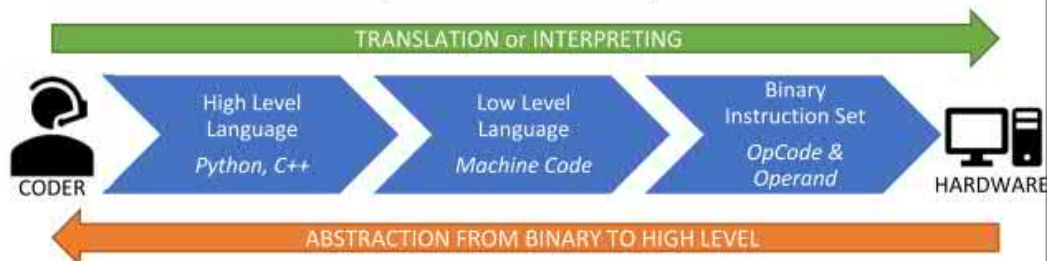 TRANSLATION or INTERPRETING
CODER
High Level
Language
Python, C++
Low Level
Language
Machine Code
Binary
Instruction Set
OpCode &
Operand
HARDWARE
ABSTRACTION FROM BINARY TO HIGH LEVEL